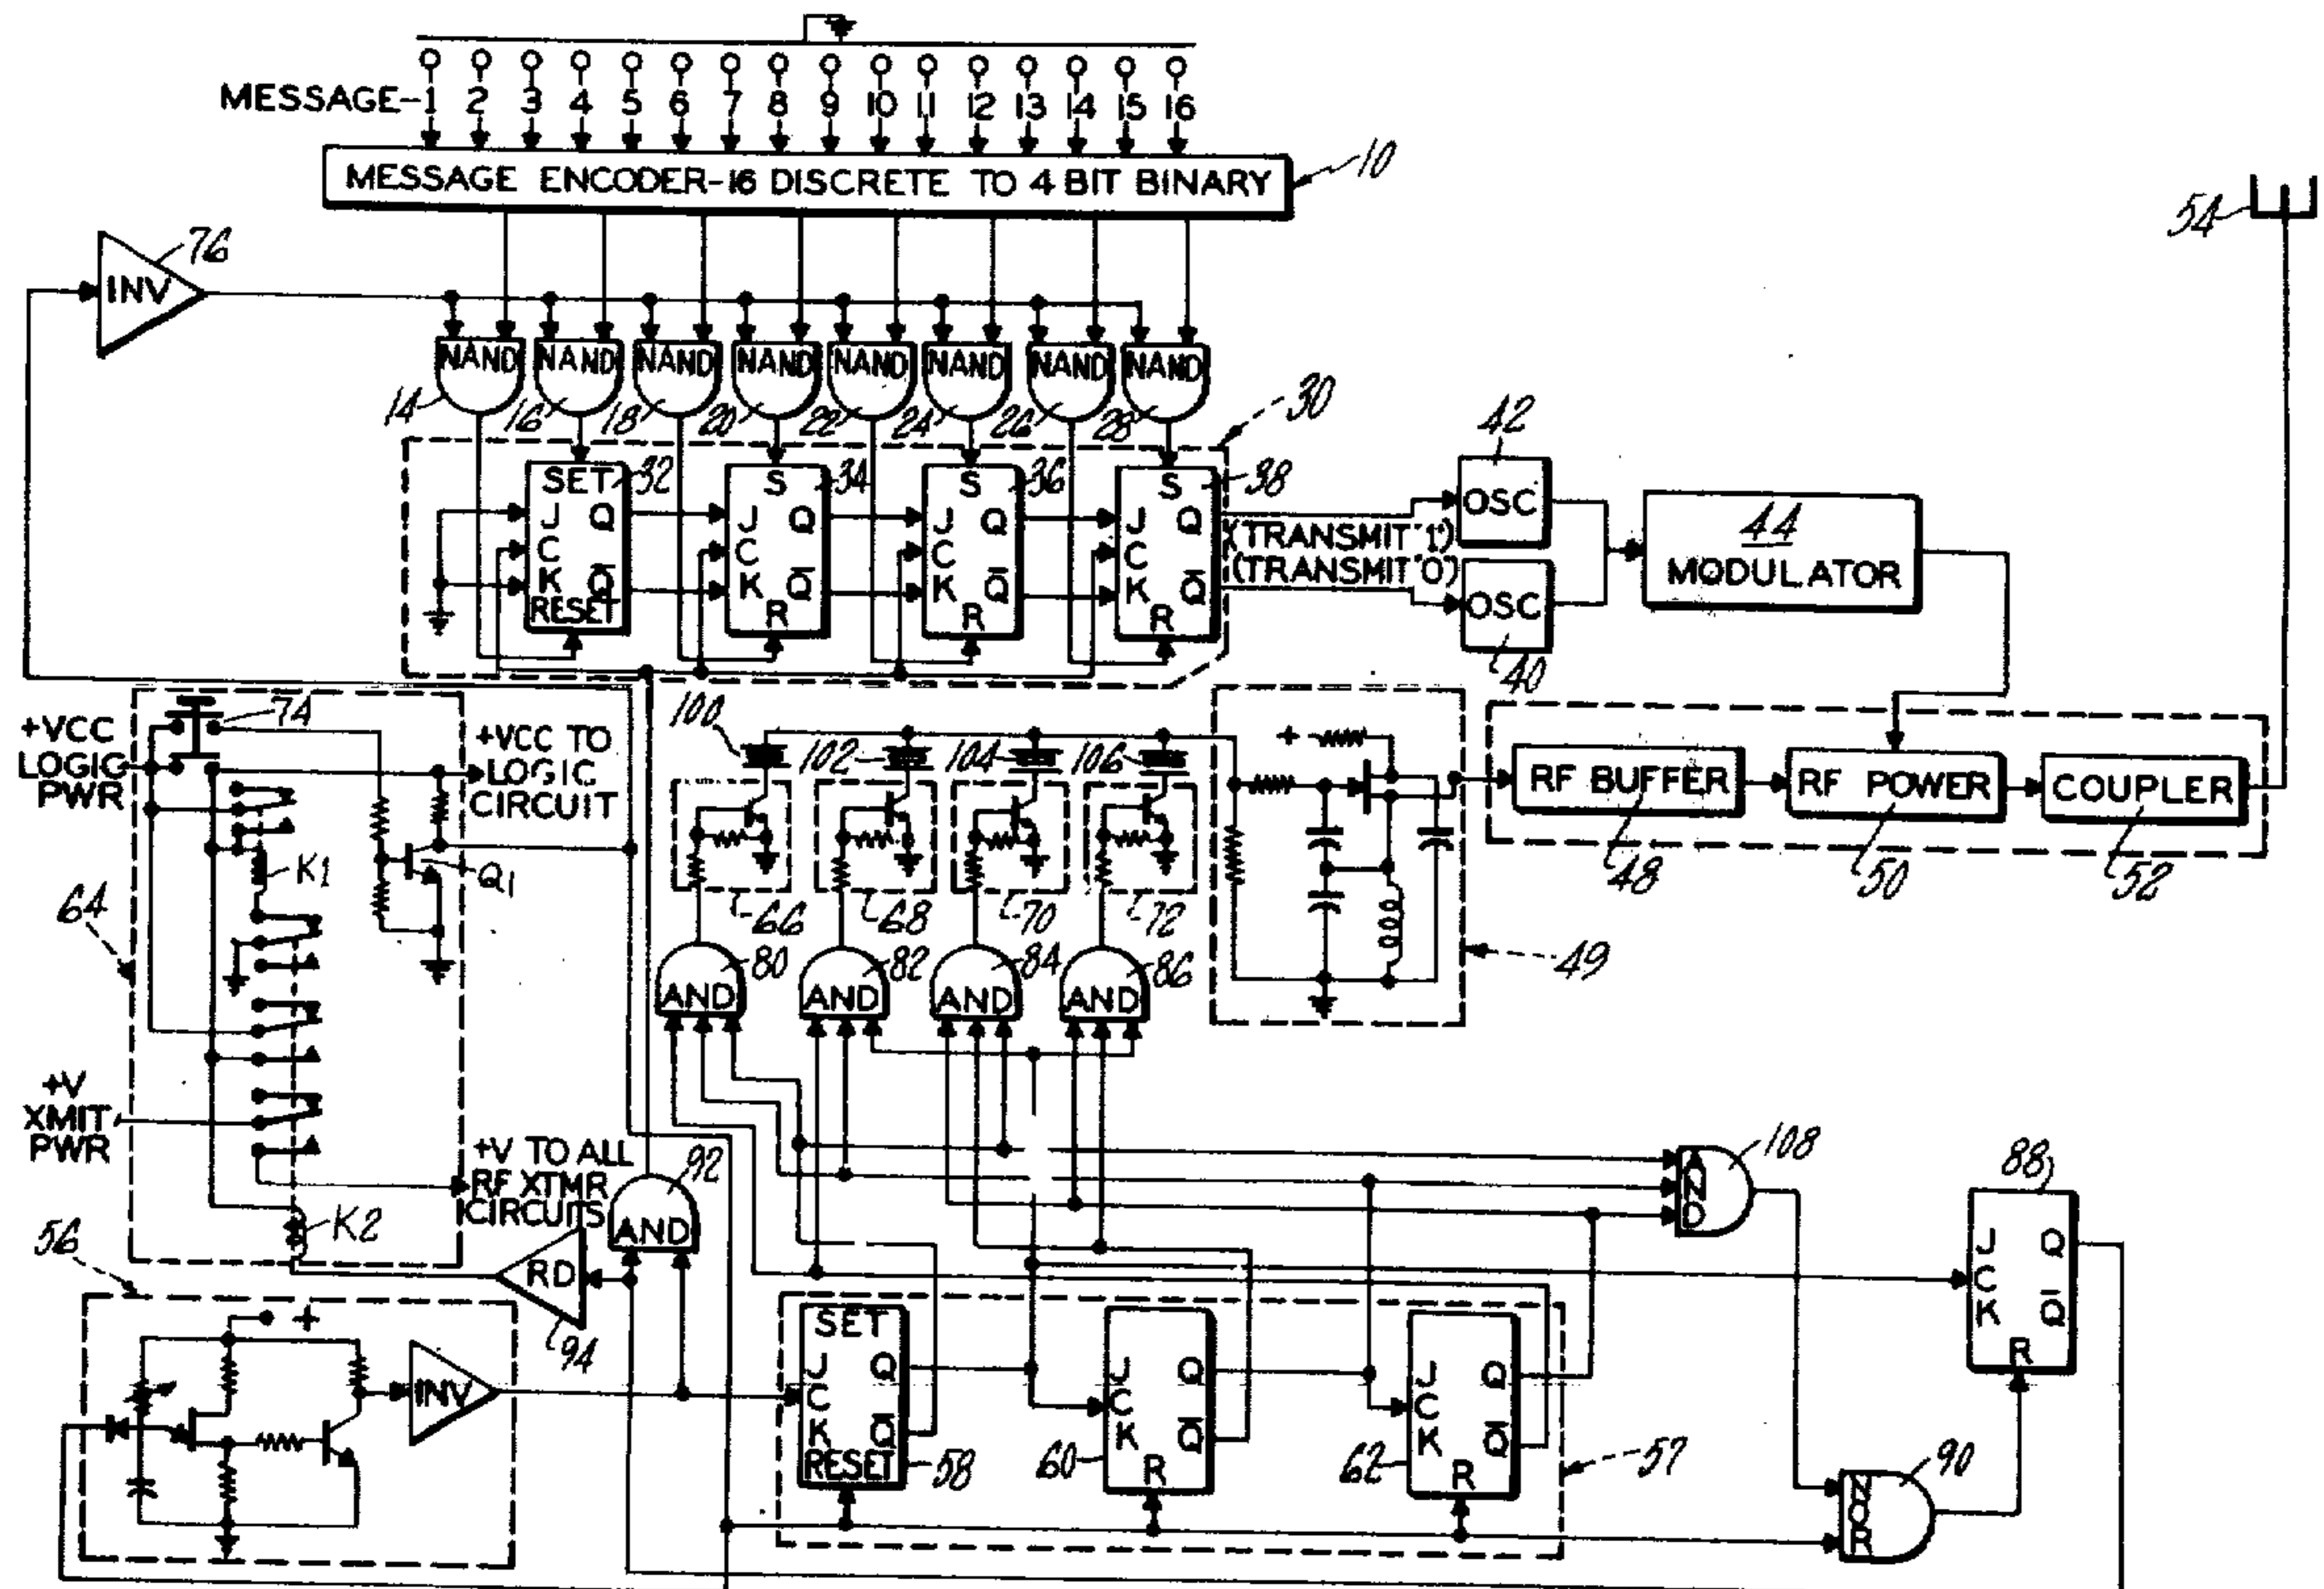 MESSAGE-1 2 3 4 5 6 7 8 9 10 11 12 13 14 15 16
MESSAGE ENCODER-16 DISCRETE TO 4 BIT BINARY
10
54
76
INV
NAND NAND NAND NAND NAND NAND NAND NAND
14 16 18 20 22 24 26 28
30
SET 32
J Q
C
K Q̅
RESET
S 34
J Q
C
K Q̅
R
S 36
J Q
C
K Q̅
R
S 38
J Q
C
K Q̅
R
(TRANSMIT "1")
(TRANSMIT "0")
42
OSC
OSC
40
44
MODULATOR
+VCC
LOGIC
PWR
74
+VCC TO
LOGIC
CIRCUIT
K1
Q1
64
+V
XMIT
PWR
+V TO ALL
RF XTMR
CIRCUITS
K2
100 102 104 106
66 68 70 72
80 82 84 86
AND AND AND AND
+
49
RF BUFFER
48
RF POWER
50
COUPLER
52
92
AND
RD
94
AND
108
88
J Q
C
K Q̅
R
56
+
INV
SET
J Q
C
K Q̅
RESET 58
J Q
C
K Q̅
60 R
J Q
C
K Q̅
62 R
57
NOR
90